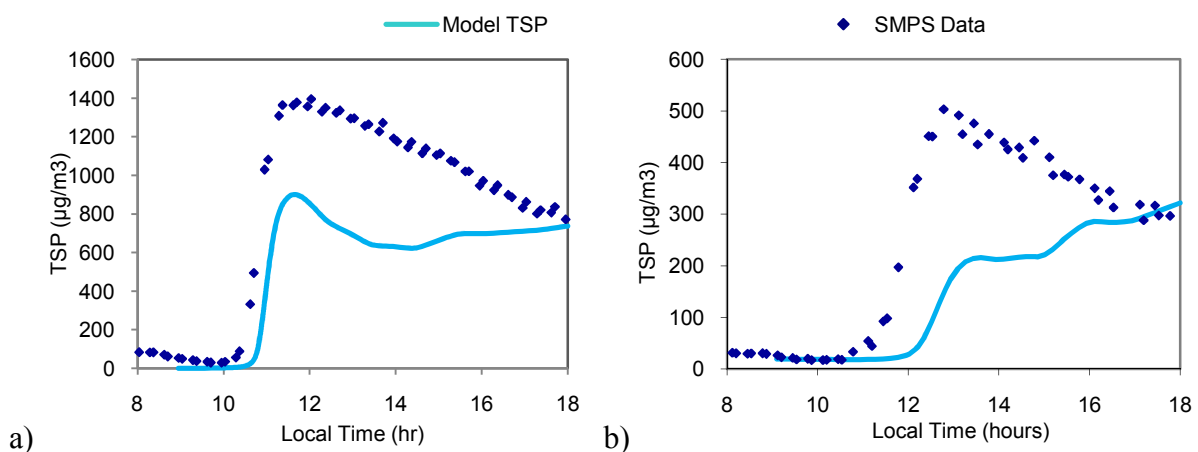 Model TSP
SMPS Data
1600
1400
1200
1000
800
600
400
200
0
TSP (µg/m3)
8 10 12 14 16 18
Local Time (hr)
a)
600
500
400
300
200
100
0
TSP (µg/m3)
8 10 12 14 16 18
Local Time (hours)
b)